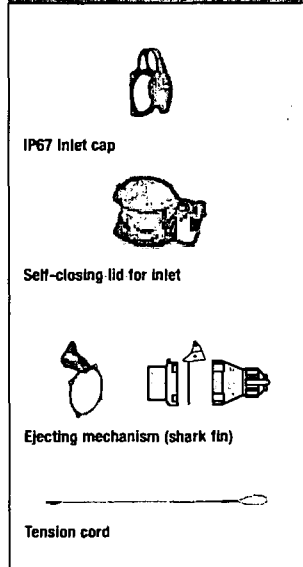 IP67 Inlet cap
Self-closing lid for inlet
Ejecting mechanism (shark fin)
Tension cord